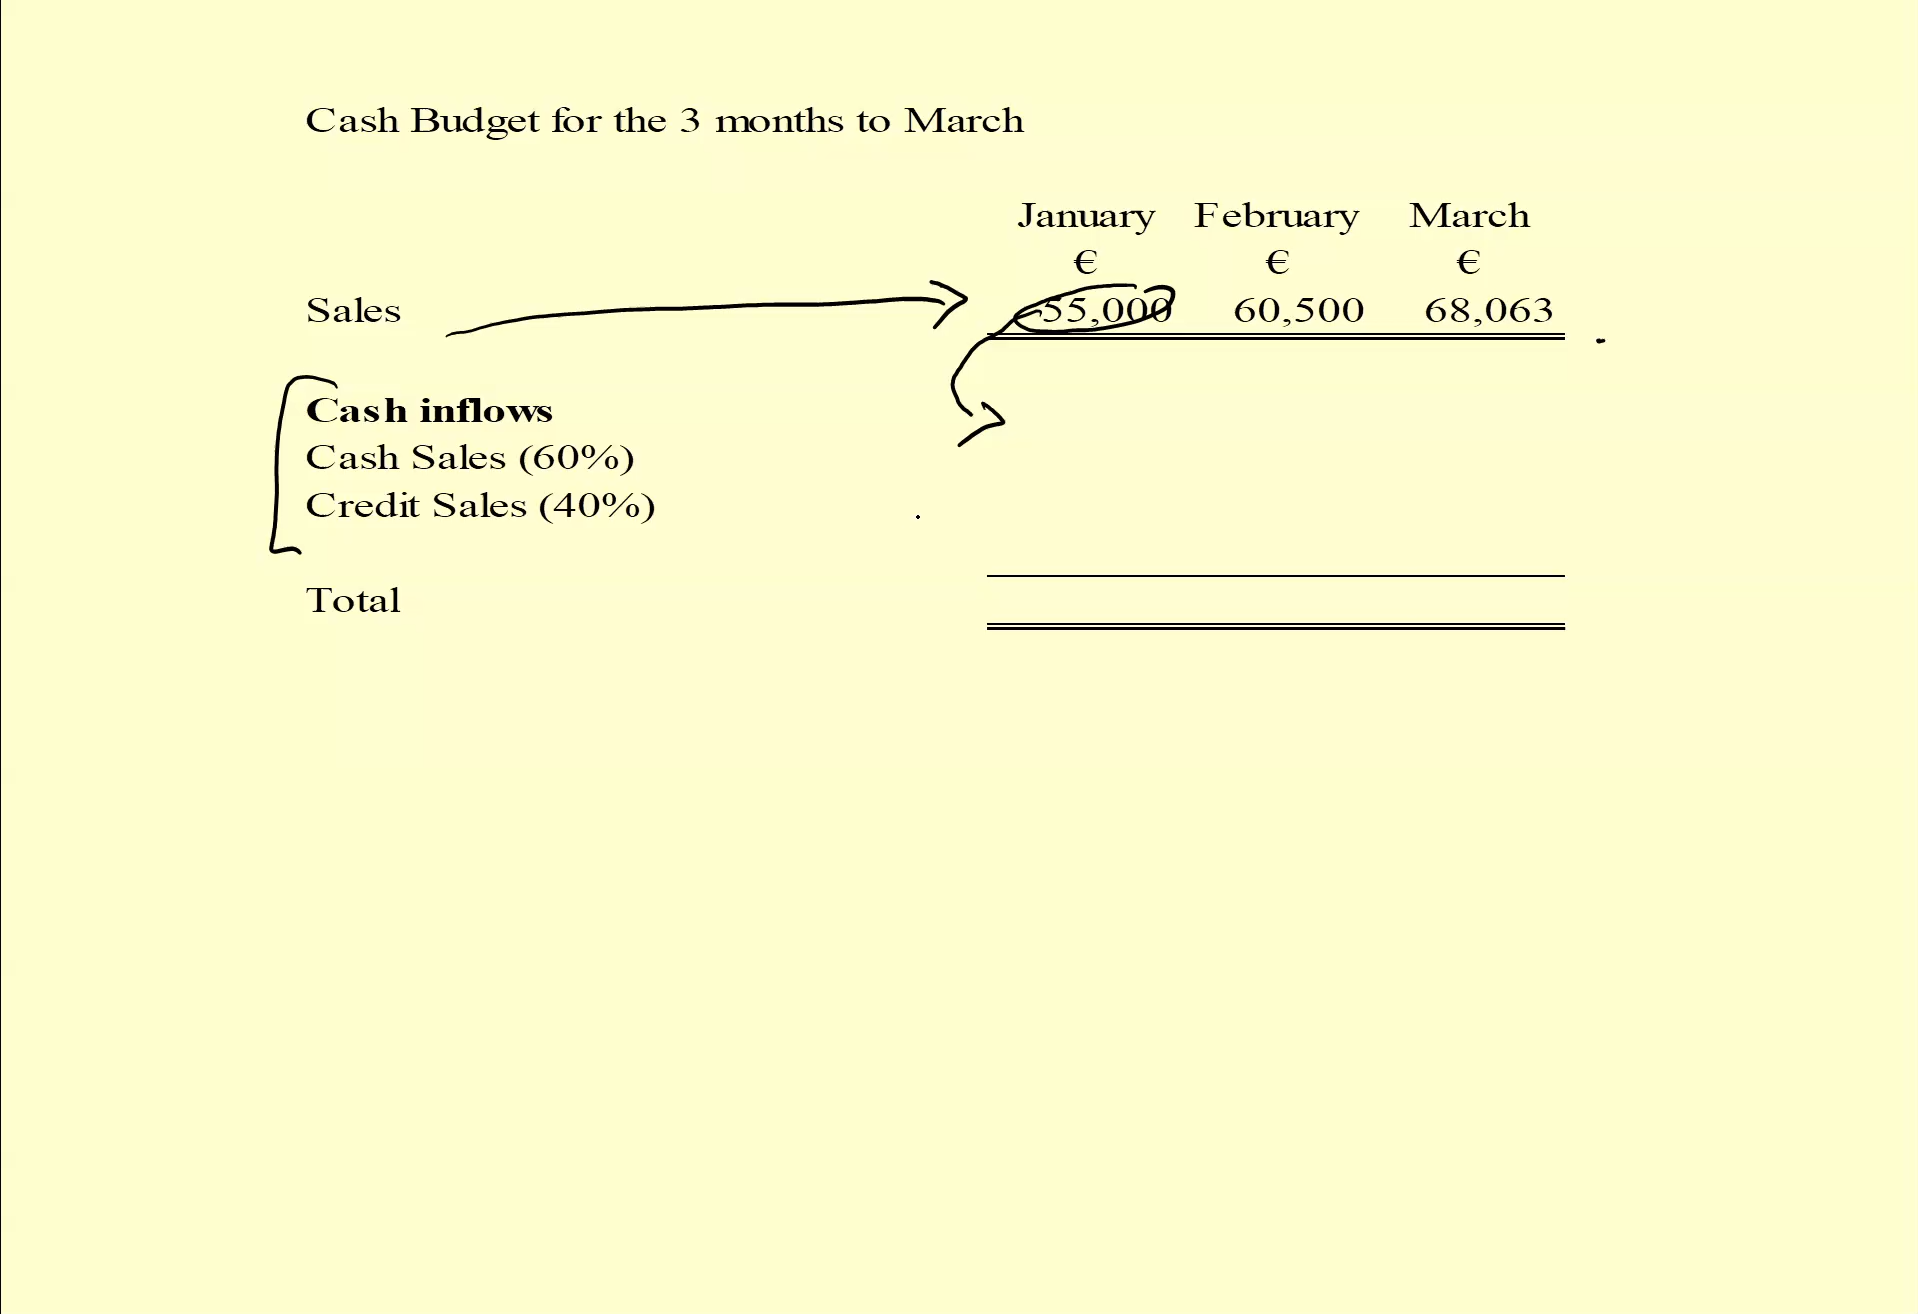 Cash Budget for the 3 months to March
January February March
€ € €
Sales 55,000 60,500 68,063
Cash inflows
Cash Sales (60%)
Credit Sales (40%)
Total